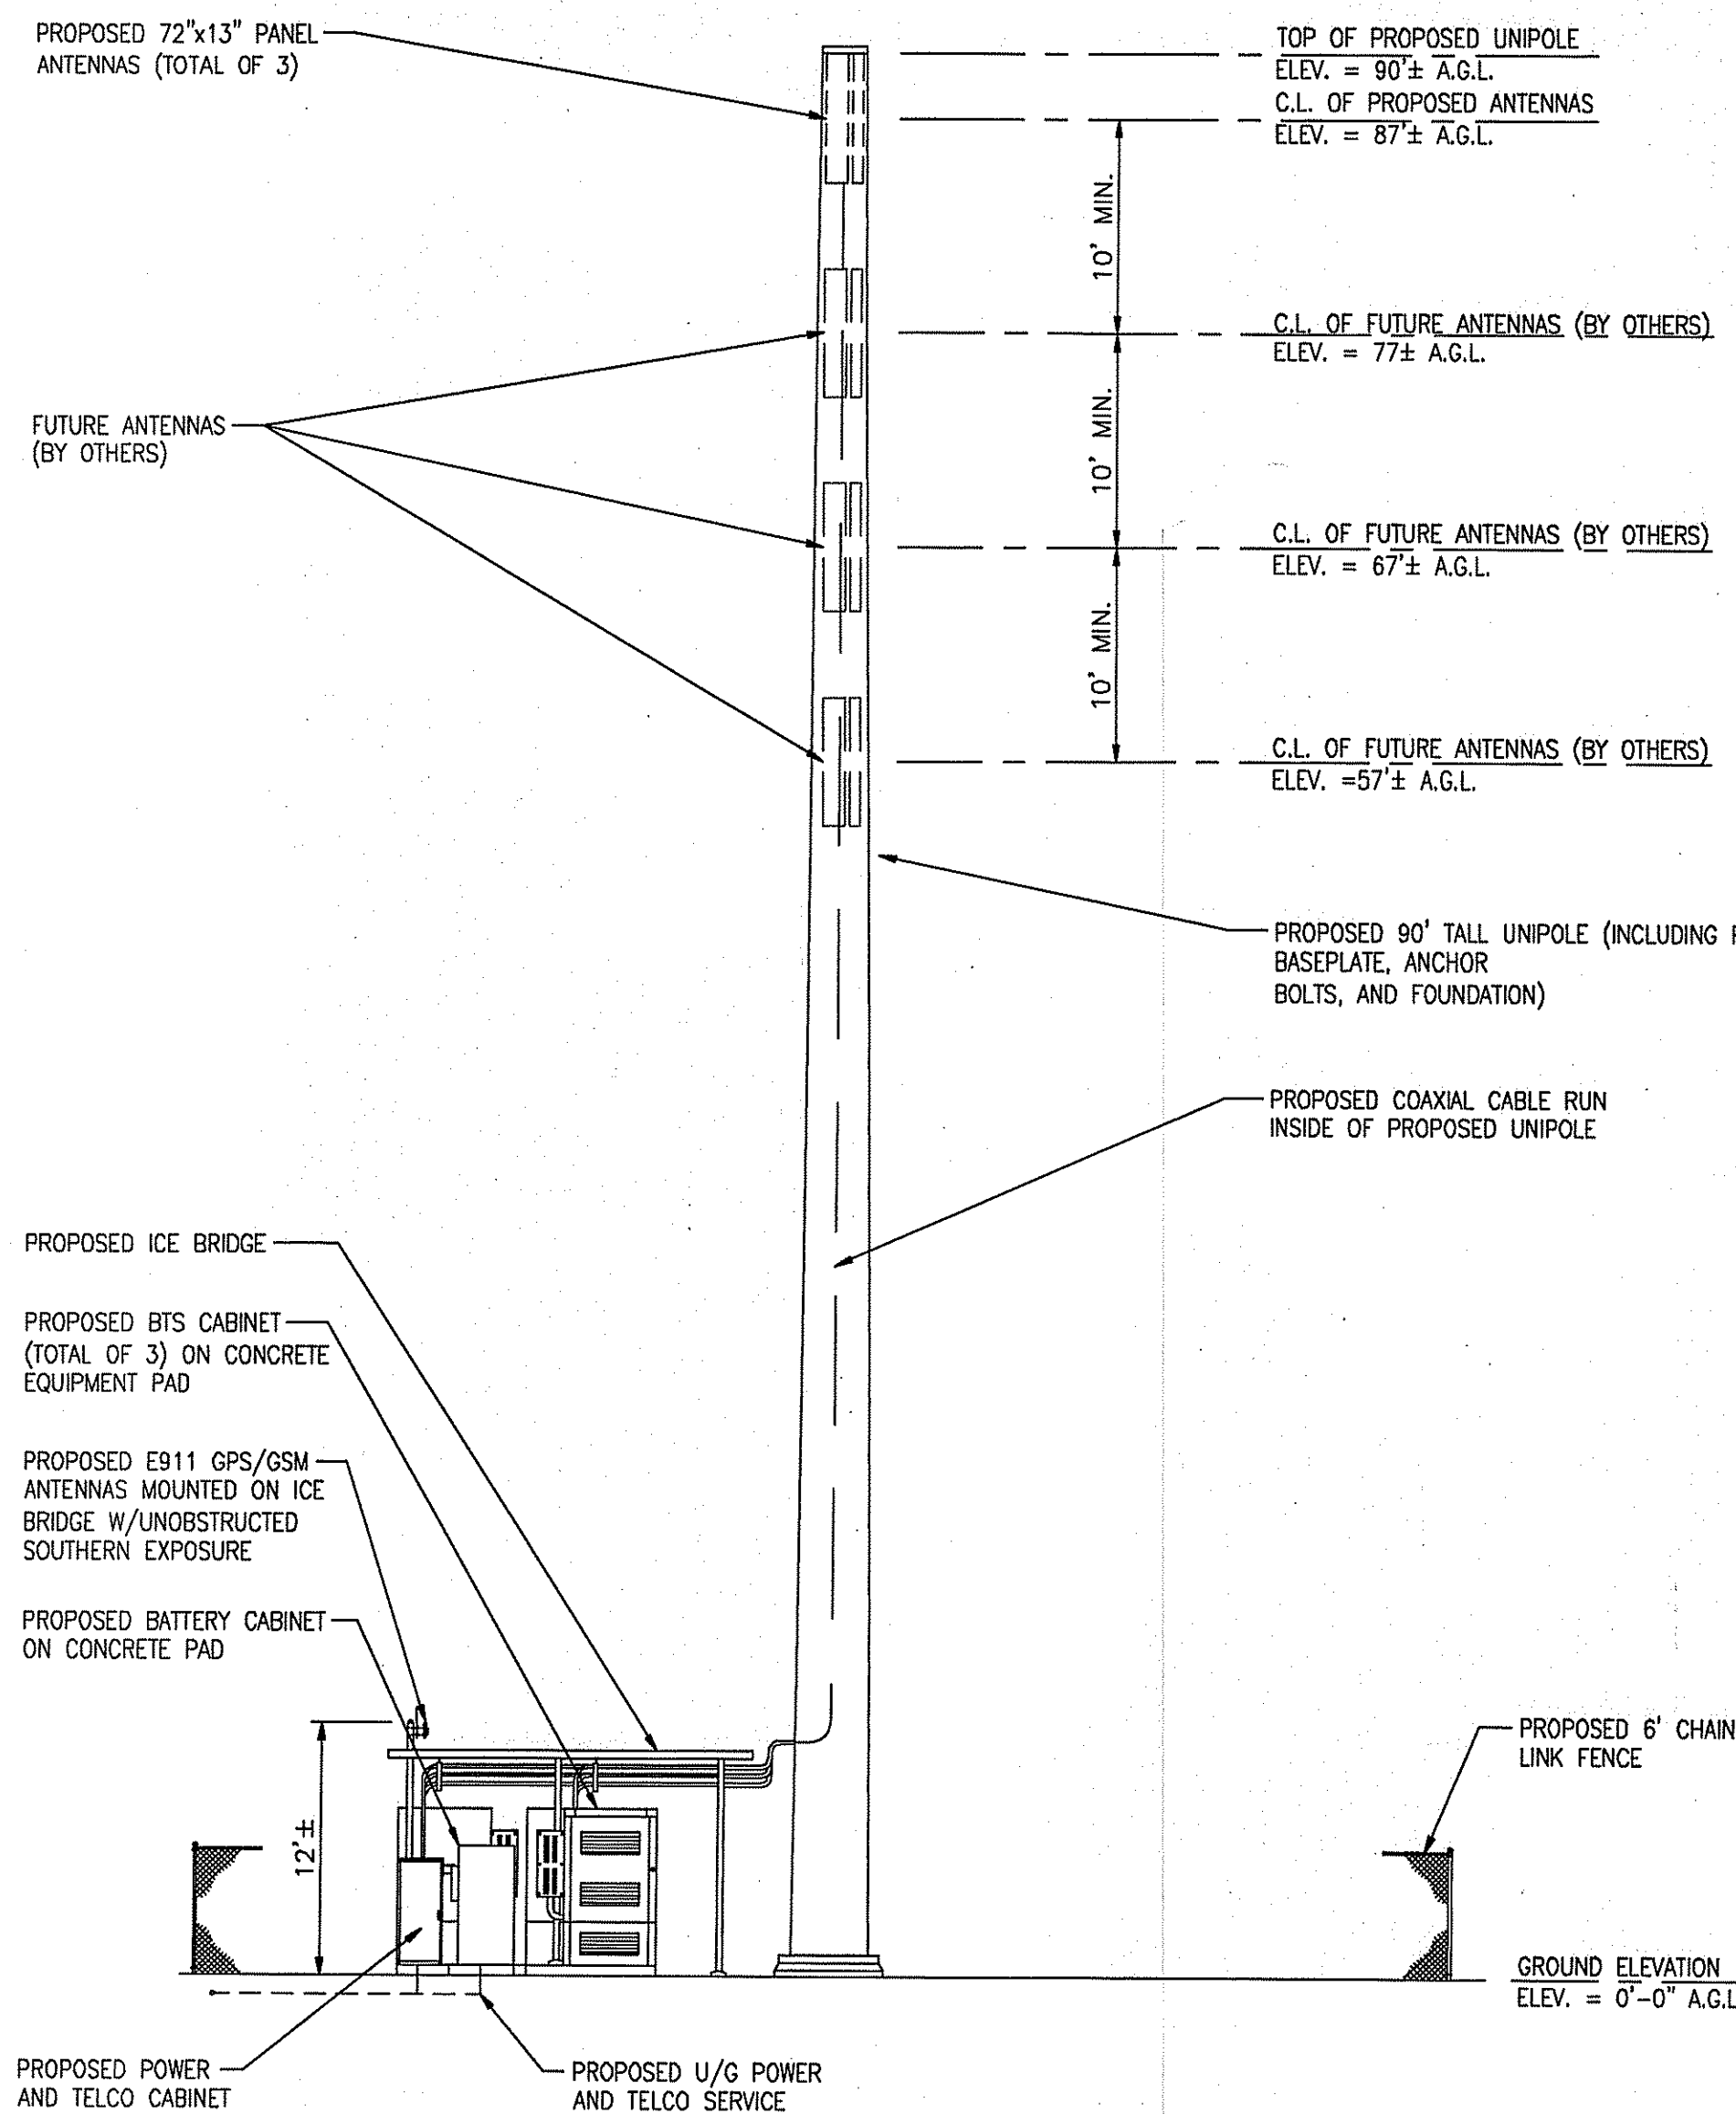 PROPOSED 72"x13" PANEL
ANTENNAS (TOTAL OF 3)
TOP OF PROPOSED UNIPOLE
ELEV. = 90'± A.G.L.
C.L. OF PROPOSED ANTENNAS
ELEV. = 87'± A.G.L.
10' MIN.
C.L. OF FUTURE ANTENNAS (BY OTHERS)
ELEV. = 77± A.G.L.
FUTURE ANTENNAS
(BY OTHERS)
10' MIN.
C.L. OF FUTURE ANTENNAS (BY OTHERS)
ELEV. = 67'± A.G.L.
10' MIN.
C.L. OF FUTURE ANTENNAS (BY OTHERS)
ELEV. =57'± A.G.L.
PROPOSED 90' TALL UNIPOLE (INCLUDING
BASEPLATE, ANCHOR
BOLTS, AND FOUNDATION)
PROPOSED COAXIAL CABLE RUN
INSIDE OF PROPOSED UNIPOLE
PROPOSED ICE BRIDGE
PROPOSED BTS CABINET
(TOTAL OF 3) ON CONCRETE
EQUIPMENT PAD
PROPOSED E911 GPS/GSM
ANTENNAS MOUNTED ON ICE
BRIDGE W/UNOBSTRUCTED
SOUTHERN EXPOSURE
PROPOSED BATTERY CABINET
ON CONCRETE PAD
12'±
PROPOSED 6' CHAIN
LINK FENCE
GROUND ELEVATION
ELEV. = 0'-0" A.G.L
PROPOSED POWER
AND TELCO CABINET
PROPOSED U/G POWER
AND TELCO SERVICE